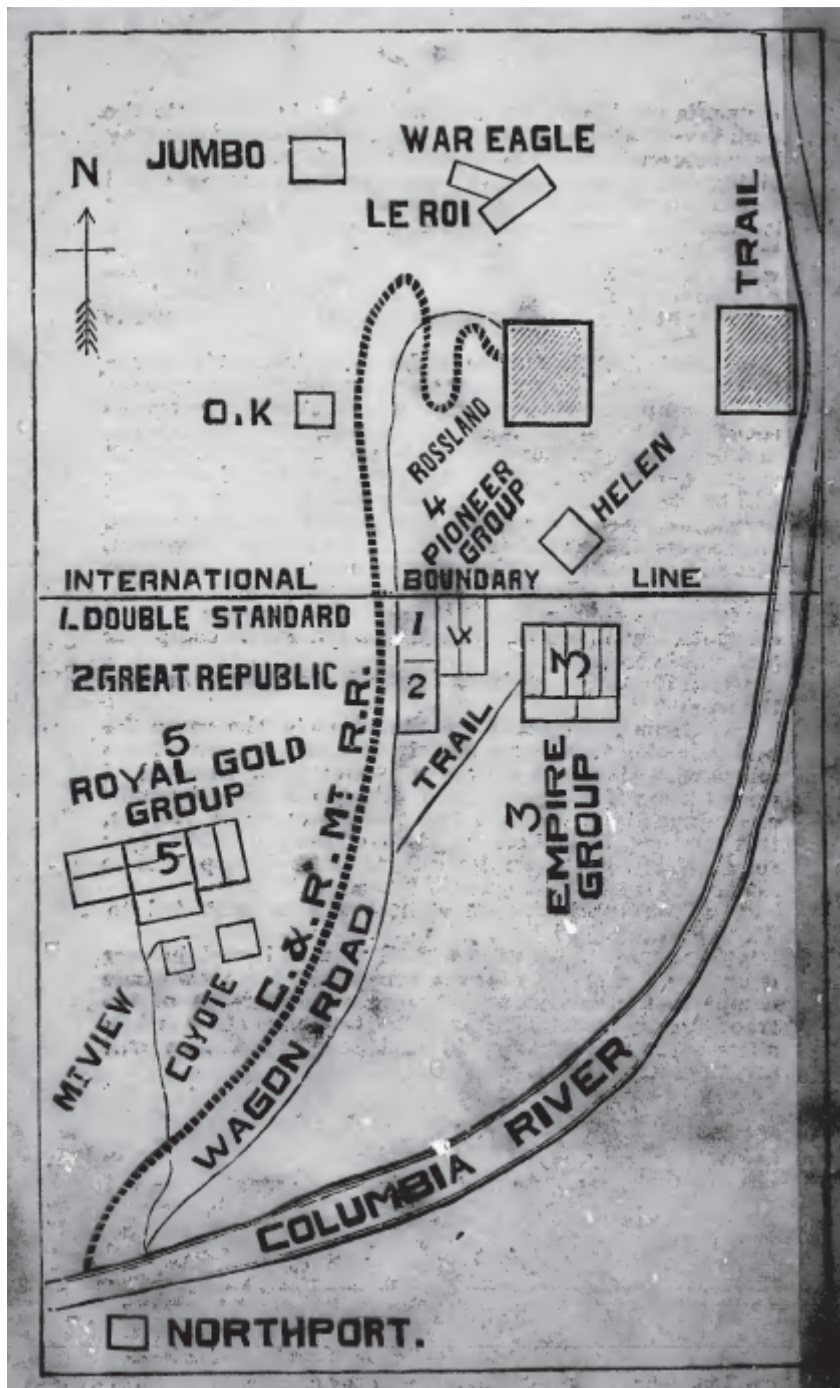 WAR EAGLE
JUMBO
N
LE ROI
TRAIL
O.K
ROSSLAND
4
PIONEER
GROUP
HELEN
INTERNATIONAL BOUNDARY LINE
1. DOUBLE STANDARD
1
4
3
2 GREAT REPUBLIC
2
TRAIL
5
ROYAL GOLD
GROUP
5
C. & R. MT R.R.
3
EMPIRE
GROUP
WAGON ROAD
MT VIEW
COYOTE
COLUMBIA RIVER
NORTHPORT.